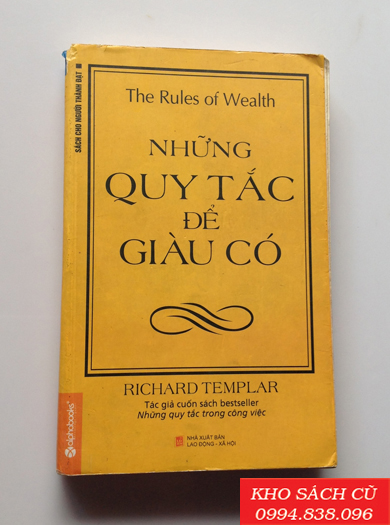 SÁCH CHO NGƯỜI THÀNH ĐẠT
The Rules of Wealth
NHỮNG
QUY TẮC
ĐỂ
GIÀU CÓ
RICHARD TEMPLAR
Tác giả cuốn sách bestseller
Những quy tắc trong công việc
alphabooks
NHÀ XUẤT BẢN
LAO ĐỘNG - XÃ HỘI
KHO SÁCH CŨ
0994.838.096